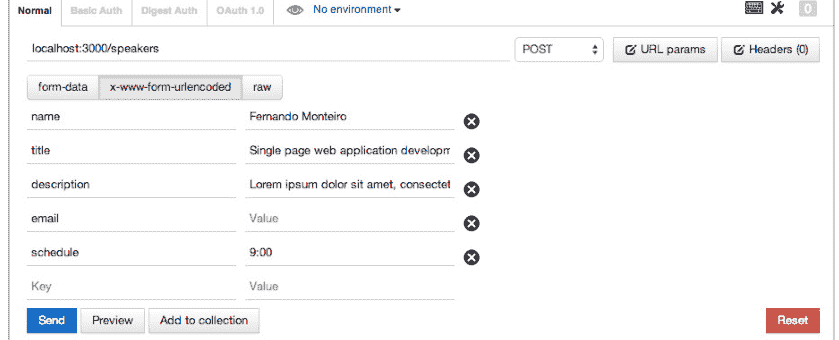 Normal Basic Auth Digest Auth OAuth 1.0 No environment 0
localhost:3000/speakers POST URL params Headers (0)
form-data x-www-form-urlencoded raw
name Fernando Monteiro
title Single page web application developm
description Lorem ipsum dolor sit amet, consectet
email Value
schedule 9:00
Key Value
Send Preview Add to collection Reset